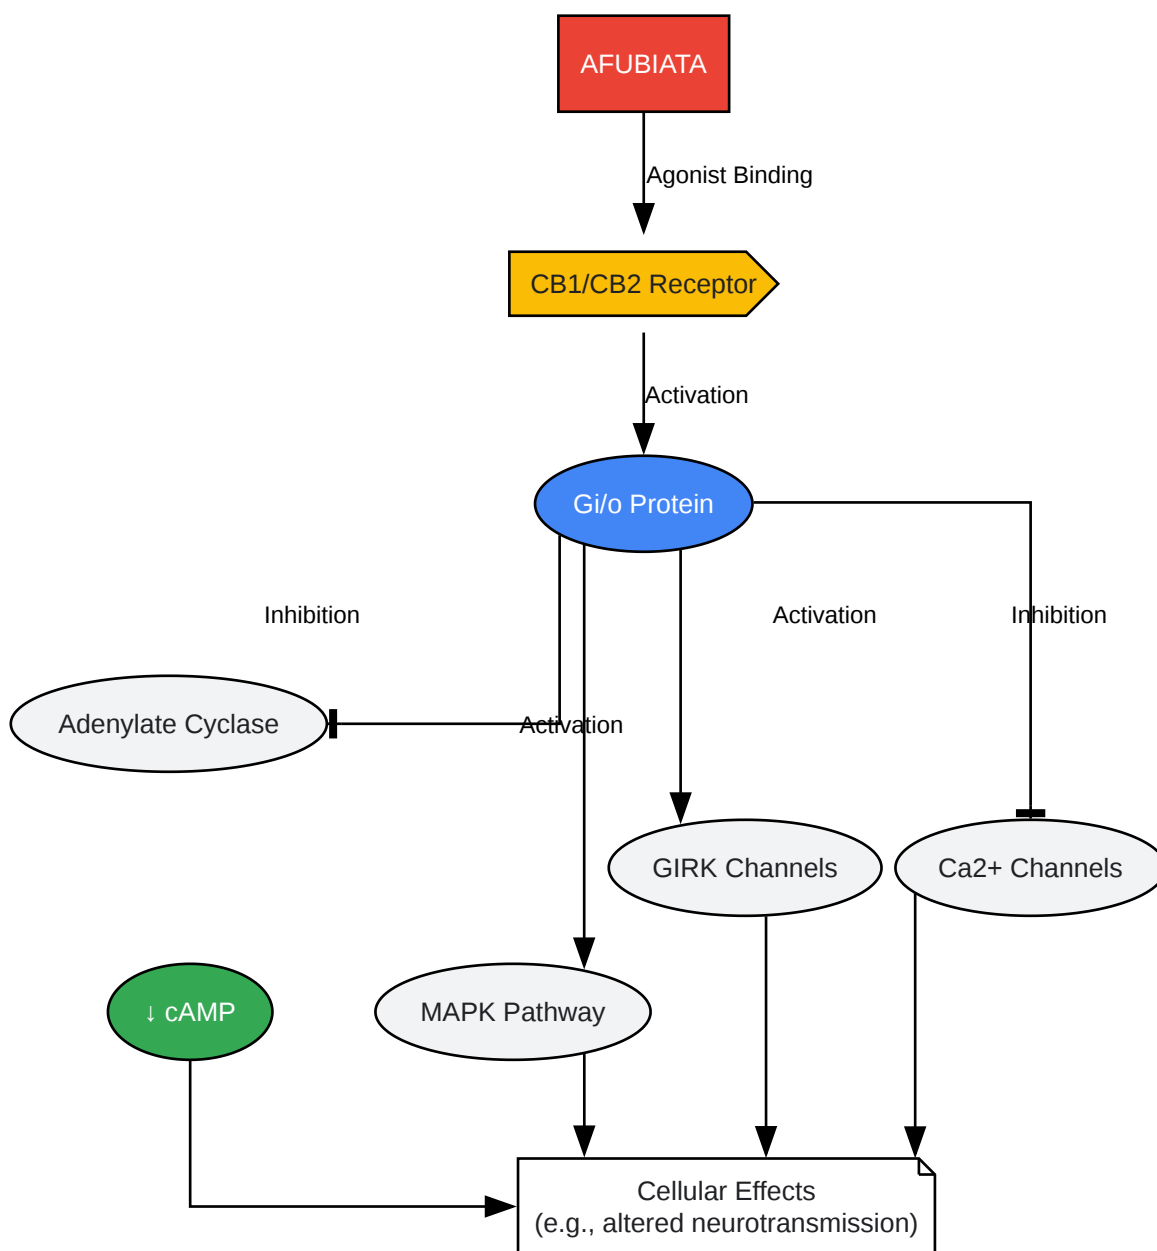 AFUBIATA
Agonist Binding
CB1/CB2 Receptor
Activation
Gi/o Protein
Inhibition
Activation
Inhibition
Adenylate Cyclase
Activation
GIRK Channels
Ca2+ Channels
↓ cAMP
MAPK Pathway
Cellular Effects
(e.g., altered neurotransmission)